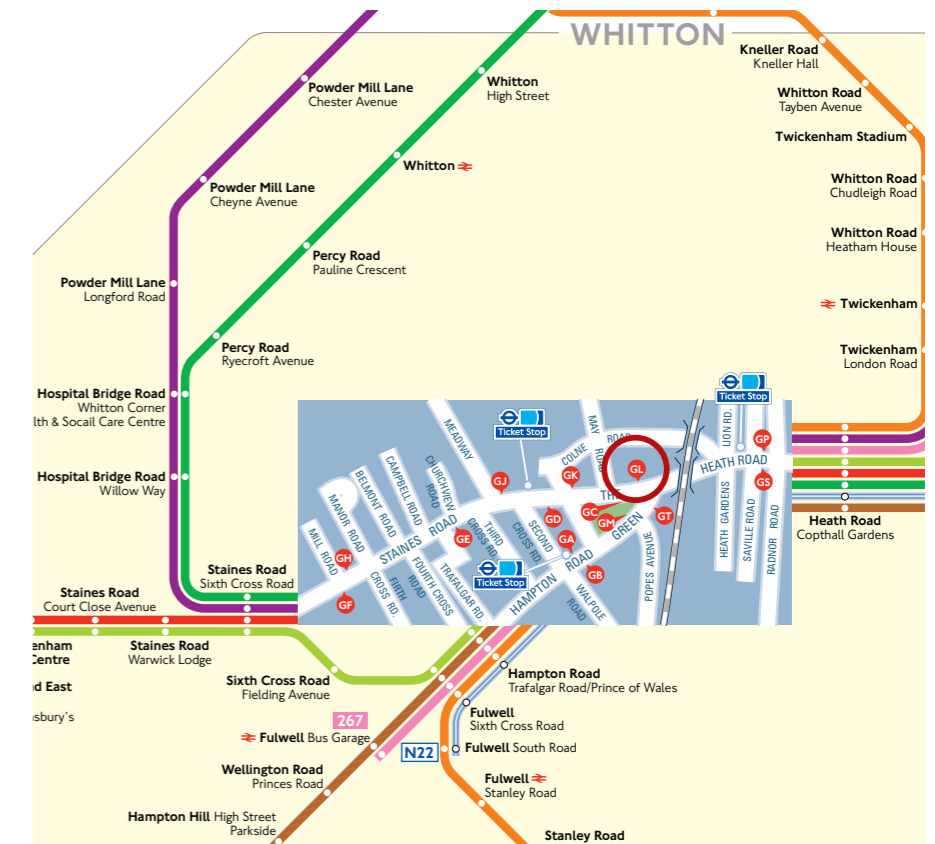 WHITTON
Kneller Road
Kneller Hall
Whitton Road
Tayben Avenue
Twickenham Stadium
Whitton Road
Chudleigh Road
Whitton Road
Heatham House
Twickenham
Twickenham
London Road
Powder Mill Lane
Chester Avenue
Whitton
High Street
Whitton
Powder Mill Lane
Cheyne Avenue
Percy Road
Pauline Crescent
Powder Mill Lane
Longford Road
Percy Road
Ryecroft Avenue
Hospital Bridge Road
Whitton Corner
lth & Socail Care Centre
Hospital Bridge Road
Willow Way
Staines Road
Sixth Cross Road
Staines Road
Court Close Avenue
Ticket Stop
Ticket Stop
Ticket Stop
MEADWAY
MAY
ROAD
COLNE
ROAD
LION RD.
HEATH ROAD
CHURCHVIEW
ROAD
CAMPBELL ROAD
BELMONT ROAD
MANOR ROAD
MILL ROAD
STAINES ROAD
THE
GREEN
THIRD
CROSS RD.
SECOND
CROSS RD.
FIRTH
ROAD
CROSS RD.
FOURTH CROSS
TRAFALGAR RD.
HAMPTON ROAD
WALPOLE
ROAD
POPES AVENUE
HEATH GARDENS
SAVILLE ROAD
RADNOR ROAD
GP
GS
GL
GK
GJ
GC
GM
GT
GD
GA
GB
GE
GH
GF
Heath Road
Copthall Gardens
enham
Centre
d East
nsbury's
Staines Road
Warwick Lodge
Sixth Cross Road
Fielding Avenue
Hampton Road
Trafalgar Road/Prince of Wales
Fulwell
Sixth Cross Road
267
Fulwell Bus Garage
N22
Fulwell South Road
Wellington Road
Princes Road
Fulwell
Stanley Road
Hampton Hill High Street
Parkside
Stanley Road